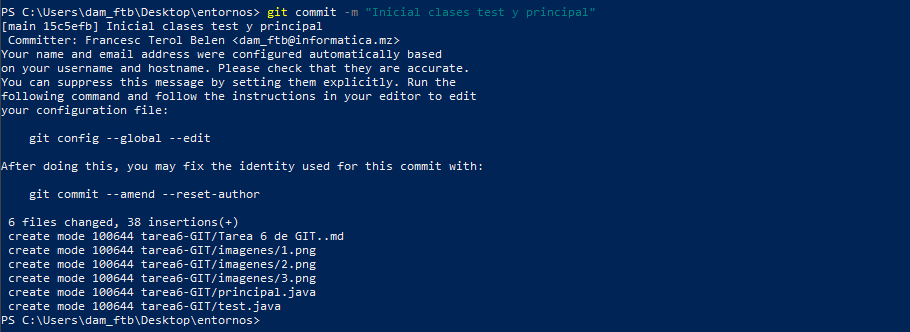 PS C:\Users\dam_ftb\Desktop\entornos> git commit -m "Inicial clases test y principal"
[main 15c5efb] Inicial clases test y principal
 Committer: Francesc Terol Belen <dam_ftb@informatica.mz>
Your name and email address were configured automatically based
on your username and hostname. Please check that they are accurate.
You can suppress this message by setting them explicitly. Run the
following command and follow the instructions in your editor to edit
your configuration file:

    git config --global --edit

After doing this, you may fix the identity used for this commit with:

    git commit --amend --reset-author

 6 files changed, 38 insertions(+)
 create mode 100644 tarea6-GIT/Tarea 6 de GIT..md
 create mode 100644 tarea6-GIT/imagenes/1.png
 create mode 100644 tarea6-GIT/imagenes/2.png
 create mode 100644 tarea6-GIT/imagenes/3.png
 create mode 100644 tarea6-GIT/principal.java
 create mode 100644 tarea6-GIT/test.java
PS C:\Users\dam_ftb\Desktop\entornos>